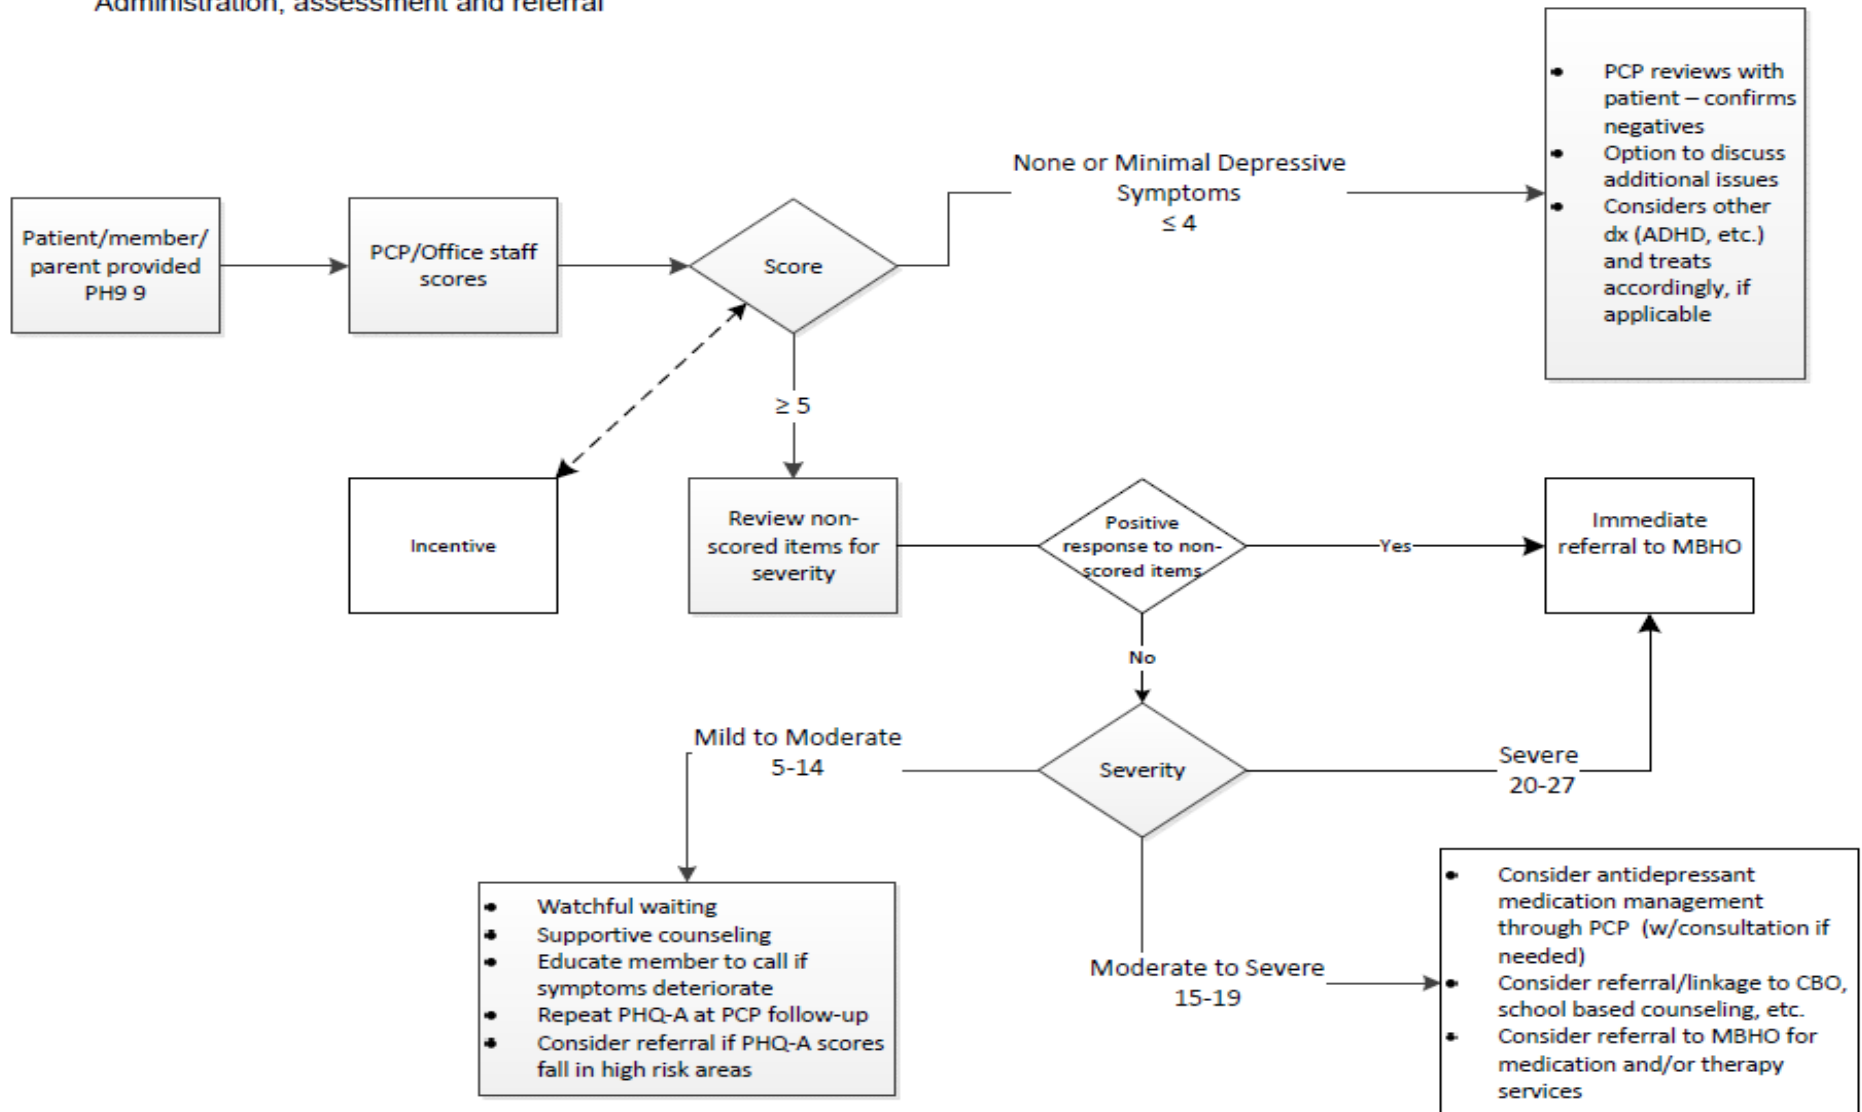 Administration, assessment and referral
Patient/member/
parent provided
PH9 9
PCP/Office staff
scores
Score
None or Minimal Depressive
Symptoms
≤ 4
• PCP reviews with
patient – confirms
negatives
• Option to discuss
additional issues
• Considers other
dx (ADHD, etc.)
and treats
accordingly, if
applicable
≥ 5
Incentive
Review non-
scored items for
severity
Positive
response to non-
scored items
Yes
Immediate
referral to MBHO
No
Severity
Mild to Moderate
5-14
Severe
20-27
• Watchful waiting
• Supportive counseling
• Educate member to call if
symptoms deteriorate
• Repeat PHQ-A at PCP follow-up
• Consider referral if PHQ-A scores
fall in high risk areas
Moderate to Severe
15-19
• Consider antidepressant
medication management
through PCP (w/consultation if
needed)
• Consider referral/linkage to CBO,
school based counseling, etc.
• Consider referral to MBHO for
medication and/or therapy
services